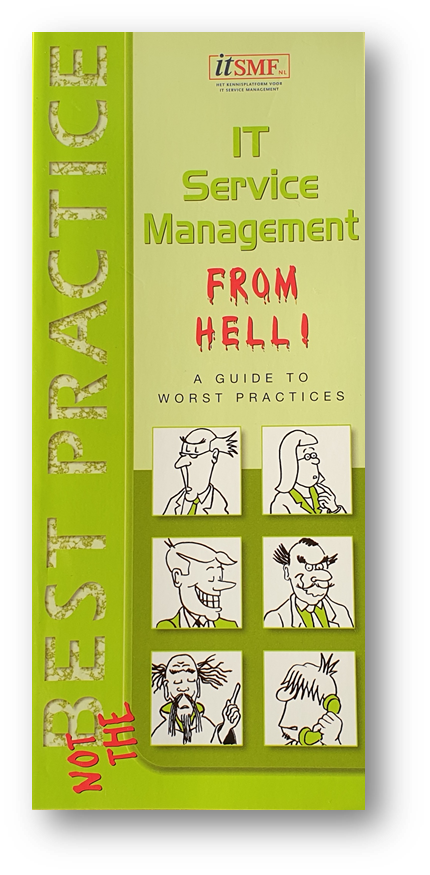 itSMF NL
HET KENNISPLATFORM VOOR
IT SERVICE MANAGEMENT
IT
Service
Management
FROM
HELL!
A GUIDE TO
WORST PRACTICES
NOT
THE
BEST PRACTICE